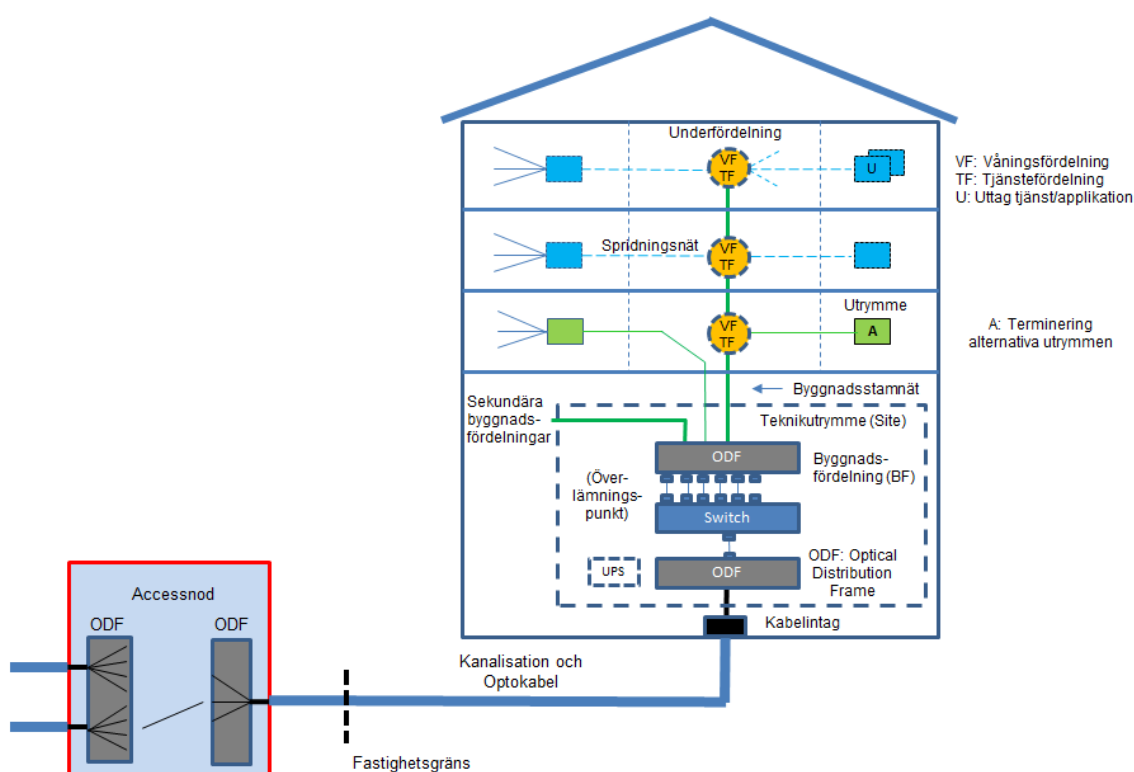 Underfördelning
VF
TF
U
VF: Våningsfördelning
TF: Tjänstefördelning
U: Uttag tjänst/applikation
Spridningsnät
VF
TF
Utrymme
VF
TF
A
A: Terminering
alternativa utrymmen
Byggnadsstamnät
Sekundära
byggnads-
fördelningar
Teknikutrymme (Site)
ODF
Byggnads-
fördelning (BF)
(Över-
lämnings-
punkt)
Switch
UPS
ODF
ODF: Optical
Distribution
Frame
Kabelintag
Accessnod
ODF
ODF
Kanalisation och
Optokabel
Fastighetsgräns